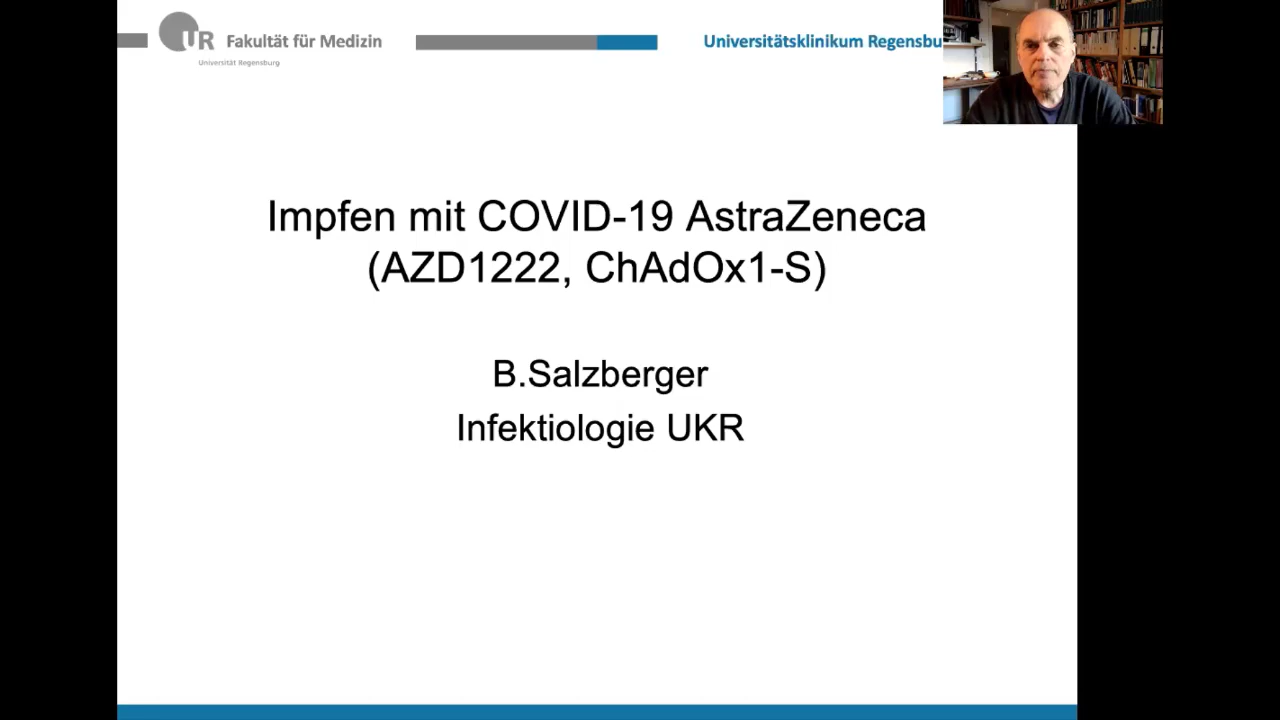 UR Fakultät für Medizin
Universität Regensburg
Universitätsklinikum Regensbu
Impfen mit COVID-19 AstraZeneca
(AZD1222, ChAdOx1-S)
B.Salzberger
Infektiologie UKR